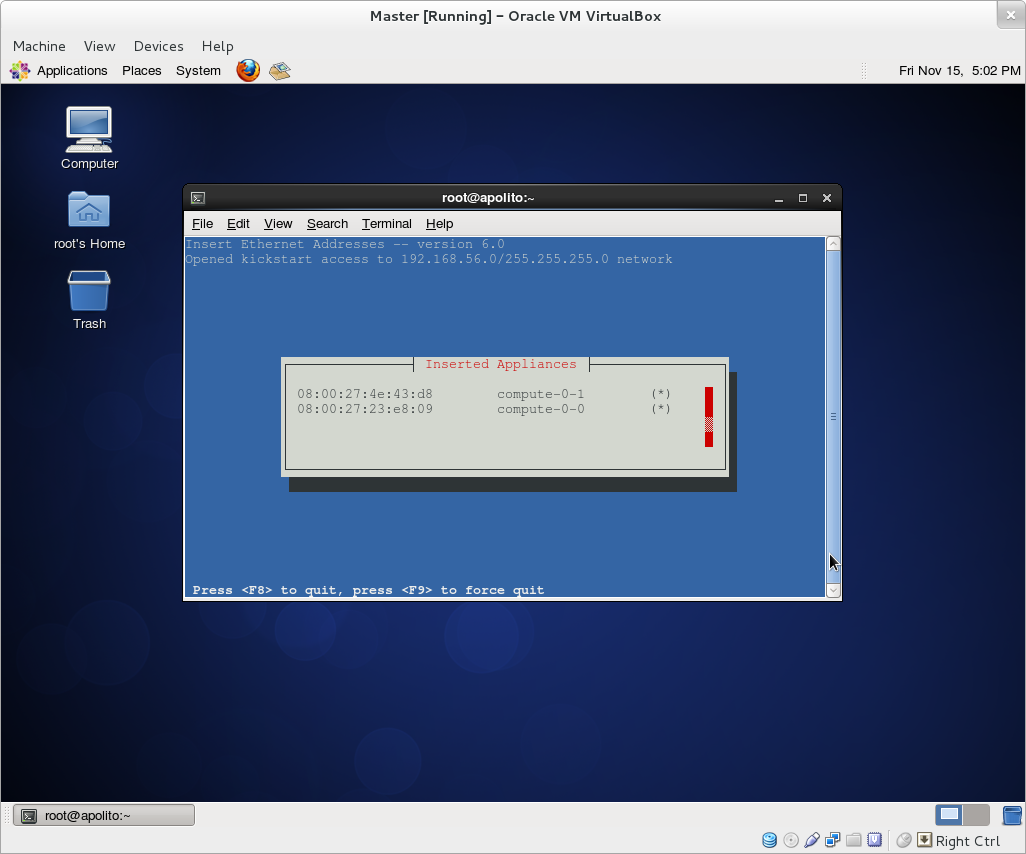 Master [Running] - Oracle VM VirtualBox
Machine View Devices Help
Applications Places System Fri Nov 15, 5:02 PM
Computer
root's Home
Trash
root@apolito:~
File Edit View Search Terminal Help
Insert Ethernet Addresses -- version 6.0
Opened kickstart access to 192.168.56.0/255.255.255.0 network
Inserted Appliances
08:00:27:4e:43:d8 compute-0-1 (*)
08:00:27:23:e8:09 compute-0-0 (*)
Press <F8> to quit, press <F9> to force quit
root@apolito:~
Right Ctrl